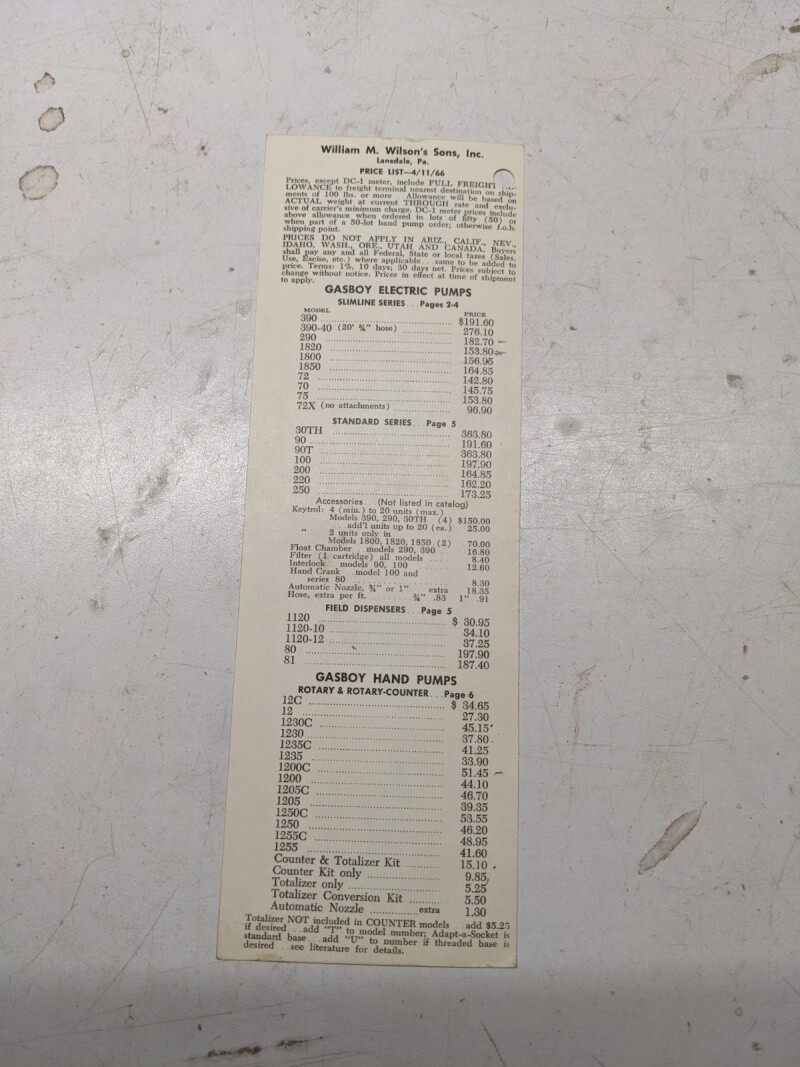 William M. Wilson's Sons, Inc.
Lansdale, Pa.
PRICE LIST—4/11/66
Prices, except DC-1 meter, include FULL FREIGHT
LOWANCE to freight terminal nearest destination on ship-
ments of 100 lbs. or more Allowance will be based on
ACTUAL weight at current THROUGH rate and exclu-
sive of carrier's minimum charge. DC-1 meter prices include
above allowance when ordered in lots of fifty (50) or
when part of a 50-lot hand pump order; otherwise f.o.b.
shipping point.
PRICES DO NOT APPLY IN ARIZ., CALIF., NEV.,
IDAHO, WASH., ORE., UTAH AND CANADA. Buyers
shall pay any and all Federal, State or local taxes (Sales,
Use, Excise, etc.) where applicable . . . same to be added to
price. Terms: 1%, 10 days; 30 days net. Prices subject to
change without notice. Prices in effect at time of shipment
to apply.
GASBOY ELECTRIC PUMPS
SLIMLINE SERIES . . . Pages 2-4
MODEL PRICE
390 $191.60
390-40 (20' ¾" hose) 276.10
290 182.70
1820 153.80
1800 156.95
1850 164.85
72 142.80
70 145.75
75 153.80
72X (no attachments) 96.90
STANDARD SERIES . . . Page 5
30TH 363.80
90 191.60
90T 363.80
100 197.90
200 164.85
220 162.20
250 173.25
Accessories . . . (Not listed in catalog)
Keytrol: 4 (min.) to 20 units (max.)
Models 390, 290, 30TH (4) $150.00
" . . . add'l units up to 20 (ea.) 25.00
2 units only in
Models 1800, 1820, 1850 (2) 70.00
Float Chamber models 290, 390 16.80
Filter (1 cartridge) all models 8.40
Interlock models 90, 100 12.60
Hand Crank model 100 and
series 80 8.30
Automatic Nozzle, ¾" or 1" extra 18.35
Hose, extra per ft. ¾" .83 1" .91
FIELD DISPENSERS . . . Page 5
1120 $ 30.95
1120-10 34.10
1120-12 37.25
80 197.90
81 187.40
GASBOY HAND PUMPS
ROTARY & ROTARY-COUNTER . . . Page 6
12C $ 34.65
12 27.30
1230C 45.15
1230 37.80
1235C 41.25
1235 33.90
1200C 51.45
1200 44.10
1205C 46.70
1205 39.35
1250C 53.55
1250 46.20
1255C 48.95
1255 41.60
Counter & Totalizer Kit 15.10
Counter Kit only 9.85
Totalizer only 5.25
Totalizer Conversion Kit 5.50
Automatic Nozzle extra 1.30
Totalizer NOT included in COUNTER models add $5.25
if desired . . . add "T" to model number; Adapt-a-Socket is
standard base . . . add "U" to number if threaded base is
desired . . . see literature for details.